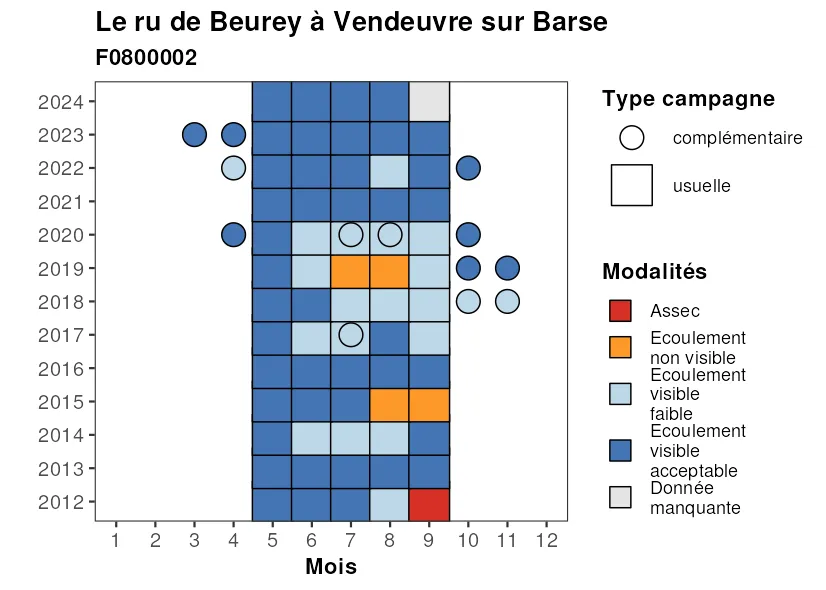 Le ru de Beurey à Vendeuvre sur Barse
F0800002
2024
2023
2022
2021
2020
2019
2018
2017
2016
2015
2014
2013
2012
1 2 3 4 5 6 7 8 9 10 11 12
Mois
Type campagne
complémentaire
usuelle
Modalités
Assec
Ecoulement
non visible
Ecoulement
visible
faible
Ecoulement
visible
acceptable
Donnée
manquante